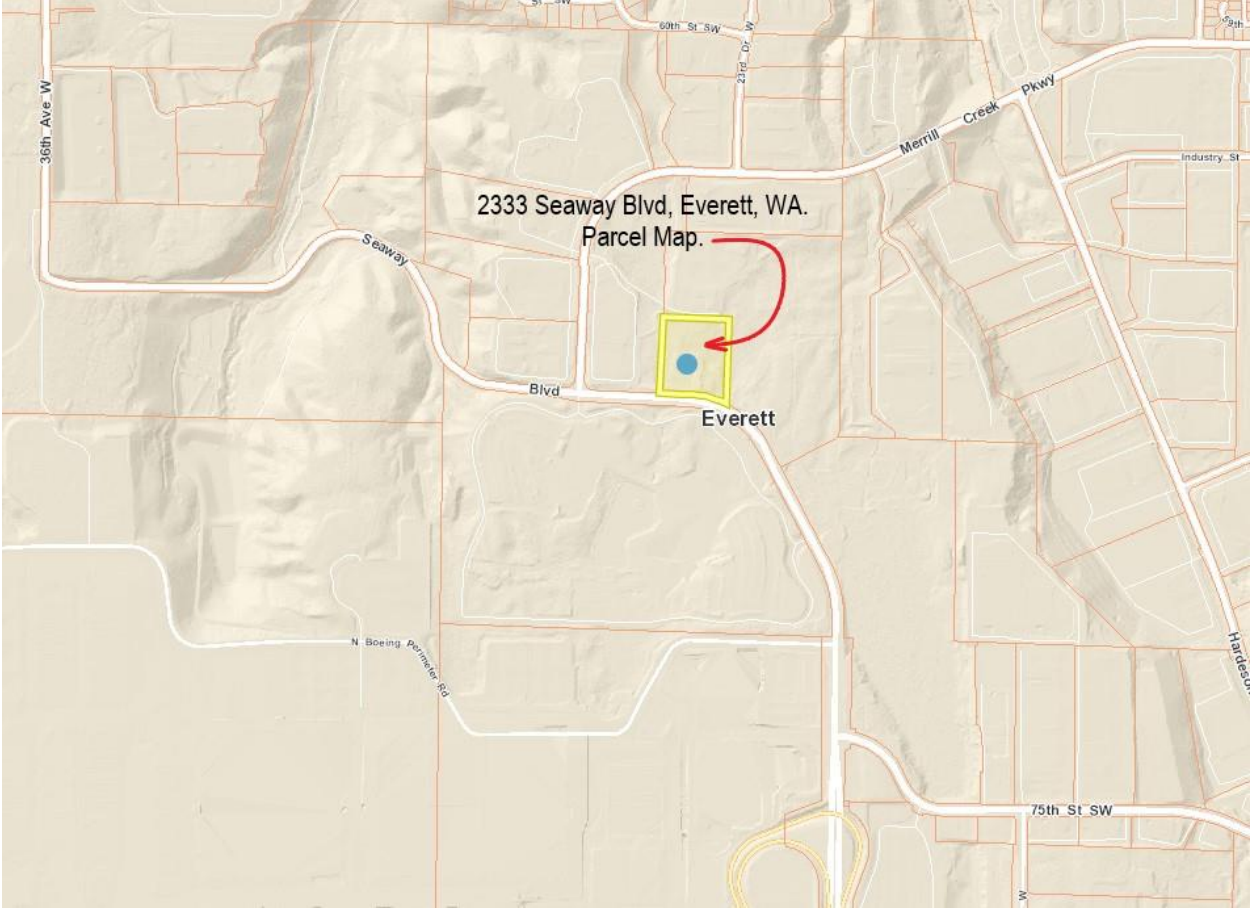 60th St SW
23rd Dr W
36th Ave W
Merrill Creek Pkwy
Industry St
2333 Seaway Blvd, Everett, WA.
Parcel Map.
Seaway
Blvd
Everett
N Boeing Perimeter Rd
75th St SW
W